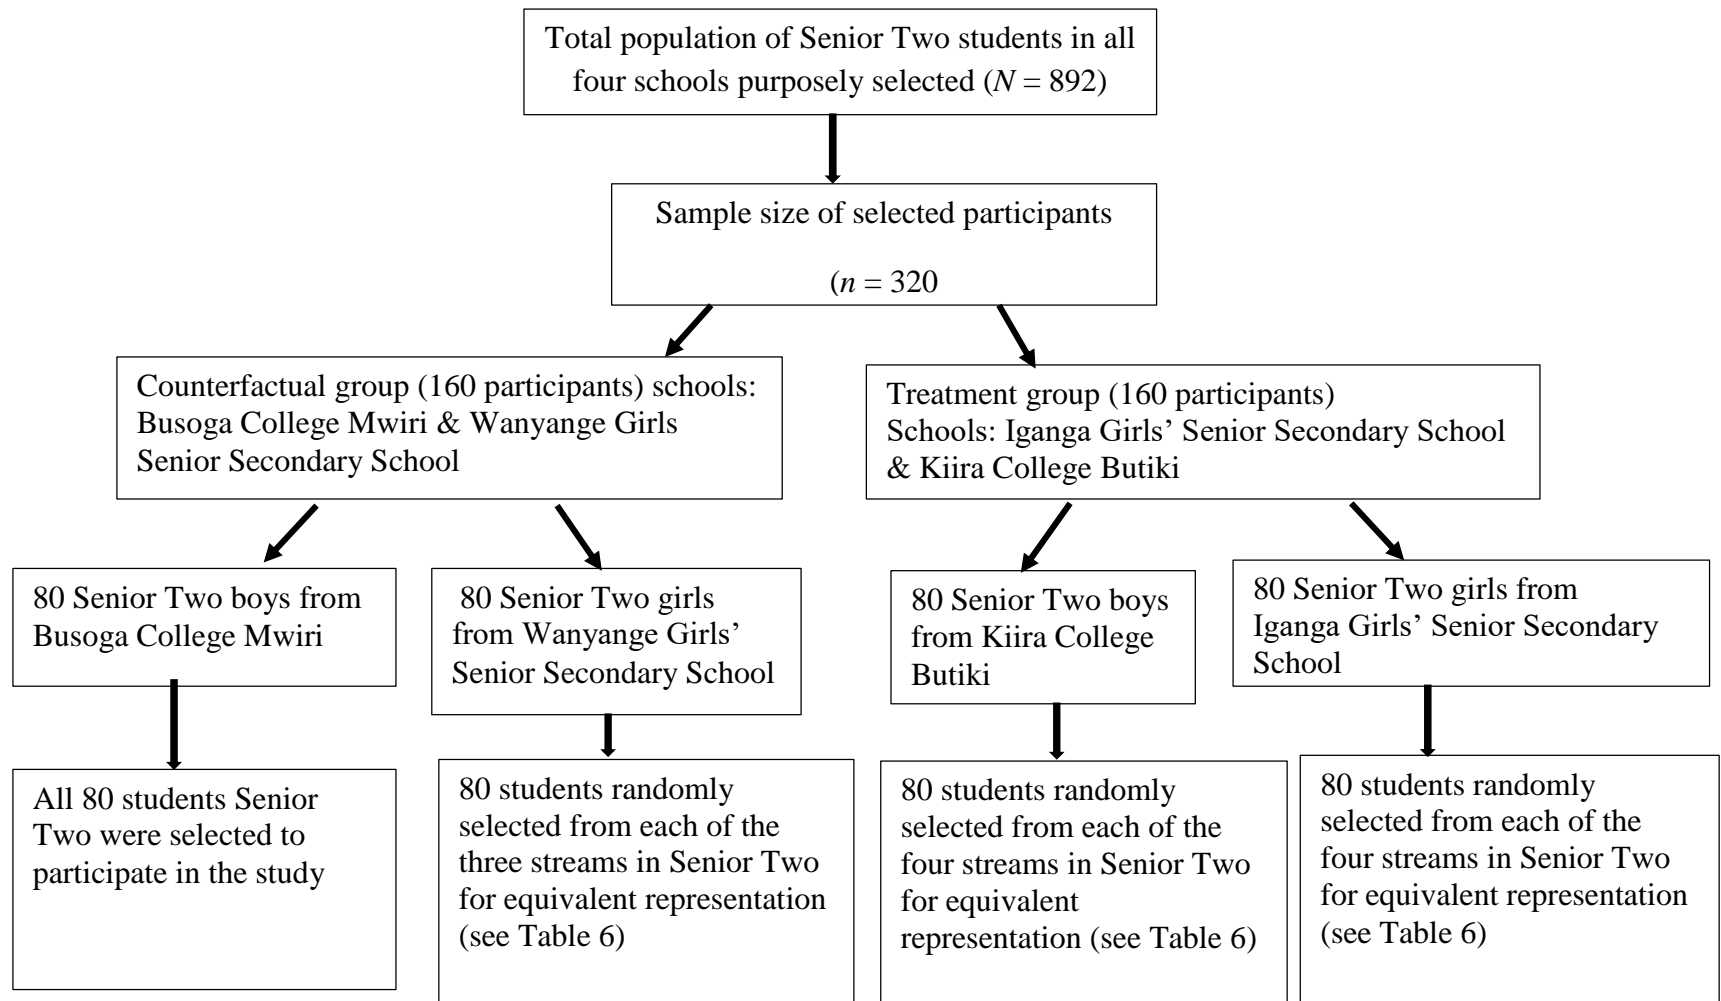 Total population of Senior Two students in all
four schools purposely selected (N = 892)
Sample size of selected participants
(n = 320
Counterfactual group (160 participants) schools:
Busoga College Mwiri & Wanyange Girls
Senior Secondary School
Treatment group (160 participants)
Schools: Iganga Girls’ Senior Secondary School
& Kiira College Butiki
80 Senior Two boys from
Busoga College Mwiri
80 Senior Two girls
from Wanyange Girls’
Senior Secondary School
80 Senior Two boys
from Kiira College
Butiki
80 Senior Two girls from
Iganga Girls’ Senior Secondary
School
All 80 students Senior
Two were selected to
participate in the study
80 students randomly
selected from each of the
three streams in Senior Two
for equivalent representation
(see Table 6)
80 students randomly
selected from each of the
four streams in Senior Two
for equivalent
representation (see Table 6)
80 students randomly
selected from each of the
four streams in Senior Two
for equivalent representation
(see Table 6)